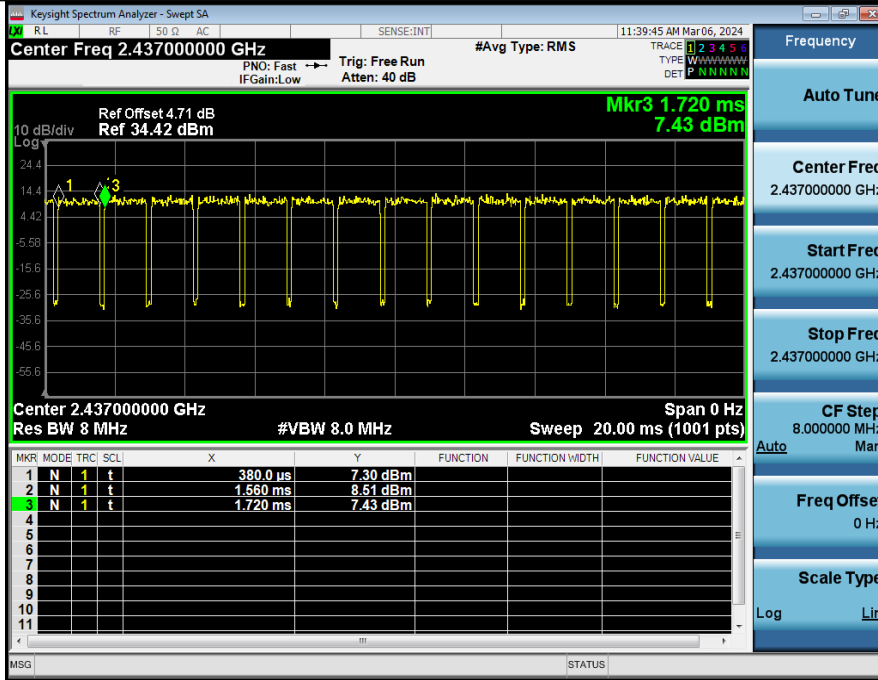 Keysight Spectrum Analyzer - Swept SA
LXI RL RF 50 Ω AC SENSE:INT 11:39:45 AM Mar 06, 2024
Center Freq 2.437000000 GHz
PNO: Fast
IFGain:Low
Trig: Free Run
Atten: 40 dB
#Avg Type: RMS
TRACE 1 2 3 4 5 6
TYPE WWWWWW
DET P NNNNN
Mkr3 1.720 ms
7.43 dBm
Ref Offset 4.71 dB
10 dB/div Ref 34.42 dBm
Log
24.4
14.4
4.42
-5.58
-15.6
-25.6
-35.6
-45.6
-55.6
1
3
Center 2.437000000 GHz Span 0 Hz
Res BW 8 MHz #VBW 8.0 MHz Sweep 20.00 ms (1001 pts)
MKR MODE TRC SCL X Y FUNCTION FUNCTION WIDTH FUNCTION VALUE
1 N 1 t 380.0 µs 7.30 dBm
2 N 1 t 1.560 ms 8.51 dBm
3 N 1 t 1.720 ms 7.43 dBm
4
5
6
7
8
9
10
11
MSG STATUS
Frequency
Auto Tune
Center Freq
2.437000000 GHz
Start Freq
2.437000000 GHz
Stop Freq
2.437000000 GHz
CF Step
8.000000 MHz
Auto Man
Freq Offset
0 Hz
Scale Type
Log Lin